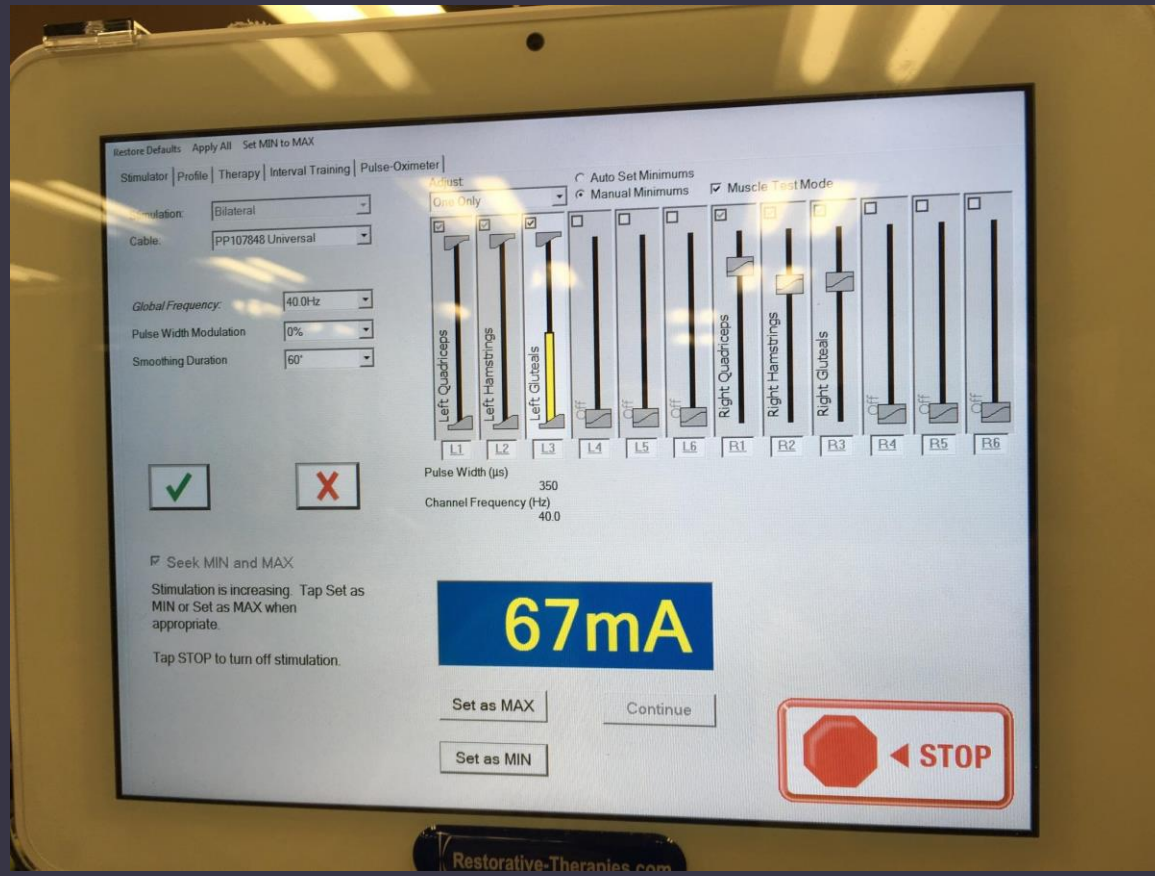 Restore Defaults Apply All Set MIN to MAX
Stimulator Profile Therapy Interval Training Pulse-Oximeter
Adjust
One Only
Auto Set Minimums
Manual Minimums
Muscle Test Mode
Stimulation: Bilateral
Cable: PP107848 Universal
Global Frequency: 40.0Hz
Pulse Width Modulation 0%
Smoothing Duration 60°
Left Quadriceps
Left Hamstrings
Left Gluteals
Off
Off
Off
Right Quadriceps
Right Hamstrings
Right Gluteals
Off
Off
Off
L1 L2 L3 L4 L5 L6 R1 R2 R3 R4 R5 R6
Pulse Width (µs)
350
Channel Frequency (Hz)
40.0
Seek MIN and MAX
Stimulation is increasing. Tap Set as
MIN or Set as MAX when
appropriate.
Tap STOP to turn off stimulation.
67mA
Set as MAX
Continue
Set as MIN
STOP
Restorative-Therapies.com